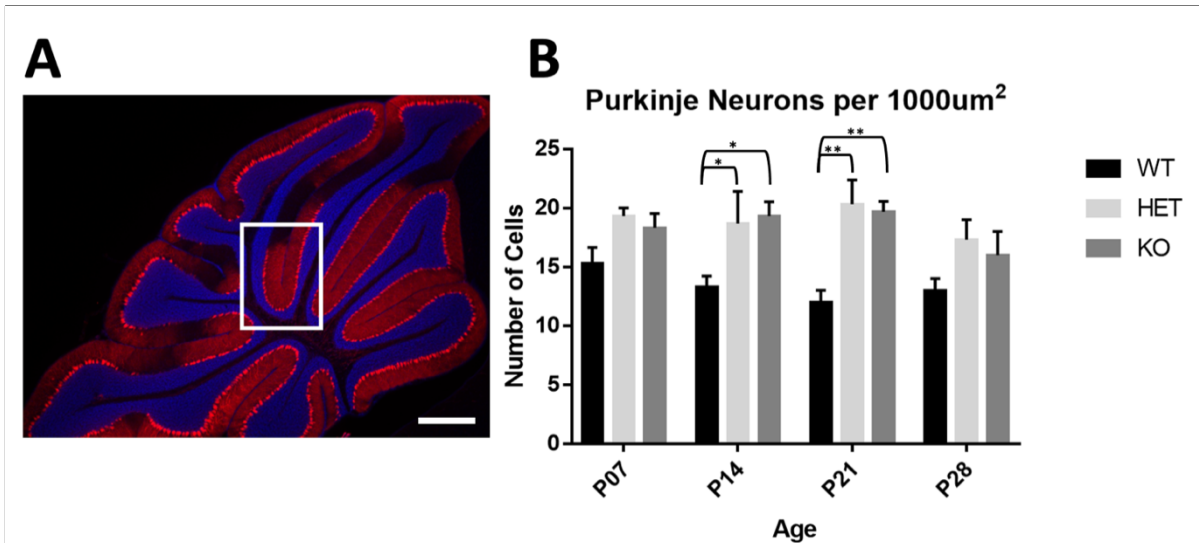 A
B
Purkinje Neurons per 1000um²
Number of Cells
25
20
15
10
5
0
*
*
**
**
P07
P14
P21
P28
Age
WT
HET
KO